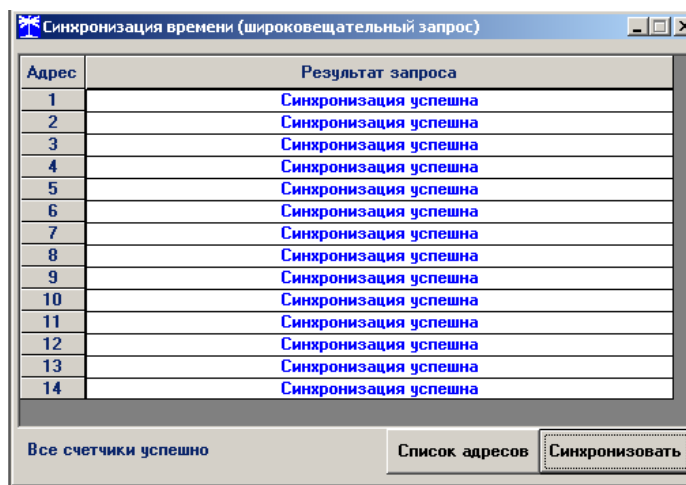 Синхронизация времени (широковещательный запрос)
Адрес Результат запроса
1 Синхронизация успешна
2 Синхронизация успешна
3 Синхронизация успешна
4 Синхронизация успешна
5 Синхронизация успешна
6 Синхронизация успешна
7 Синхронизация успешна
8 Синхронизация успешна
9 Синхронизация успешна
10 Синхронизация успешна
11 Синхронизация успешна
12 Синхронизация успешна
13 Синхронизация успешна
14 Синхронизация успешна
Все счетчики успешно Список адресов Синхронизовать